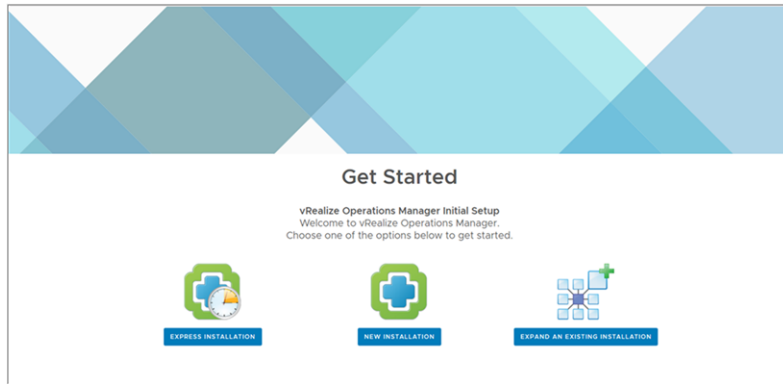 Get Started
vRealize Operations Manager Initial Setup
Welcome to vRealize Operations Manager.
Choose one of the options below to get started.
EXPRESS INSTALLATION
NEW INSTALLATION
EXPAND AN EXISTING INSTALLATION